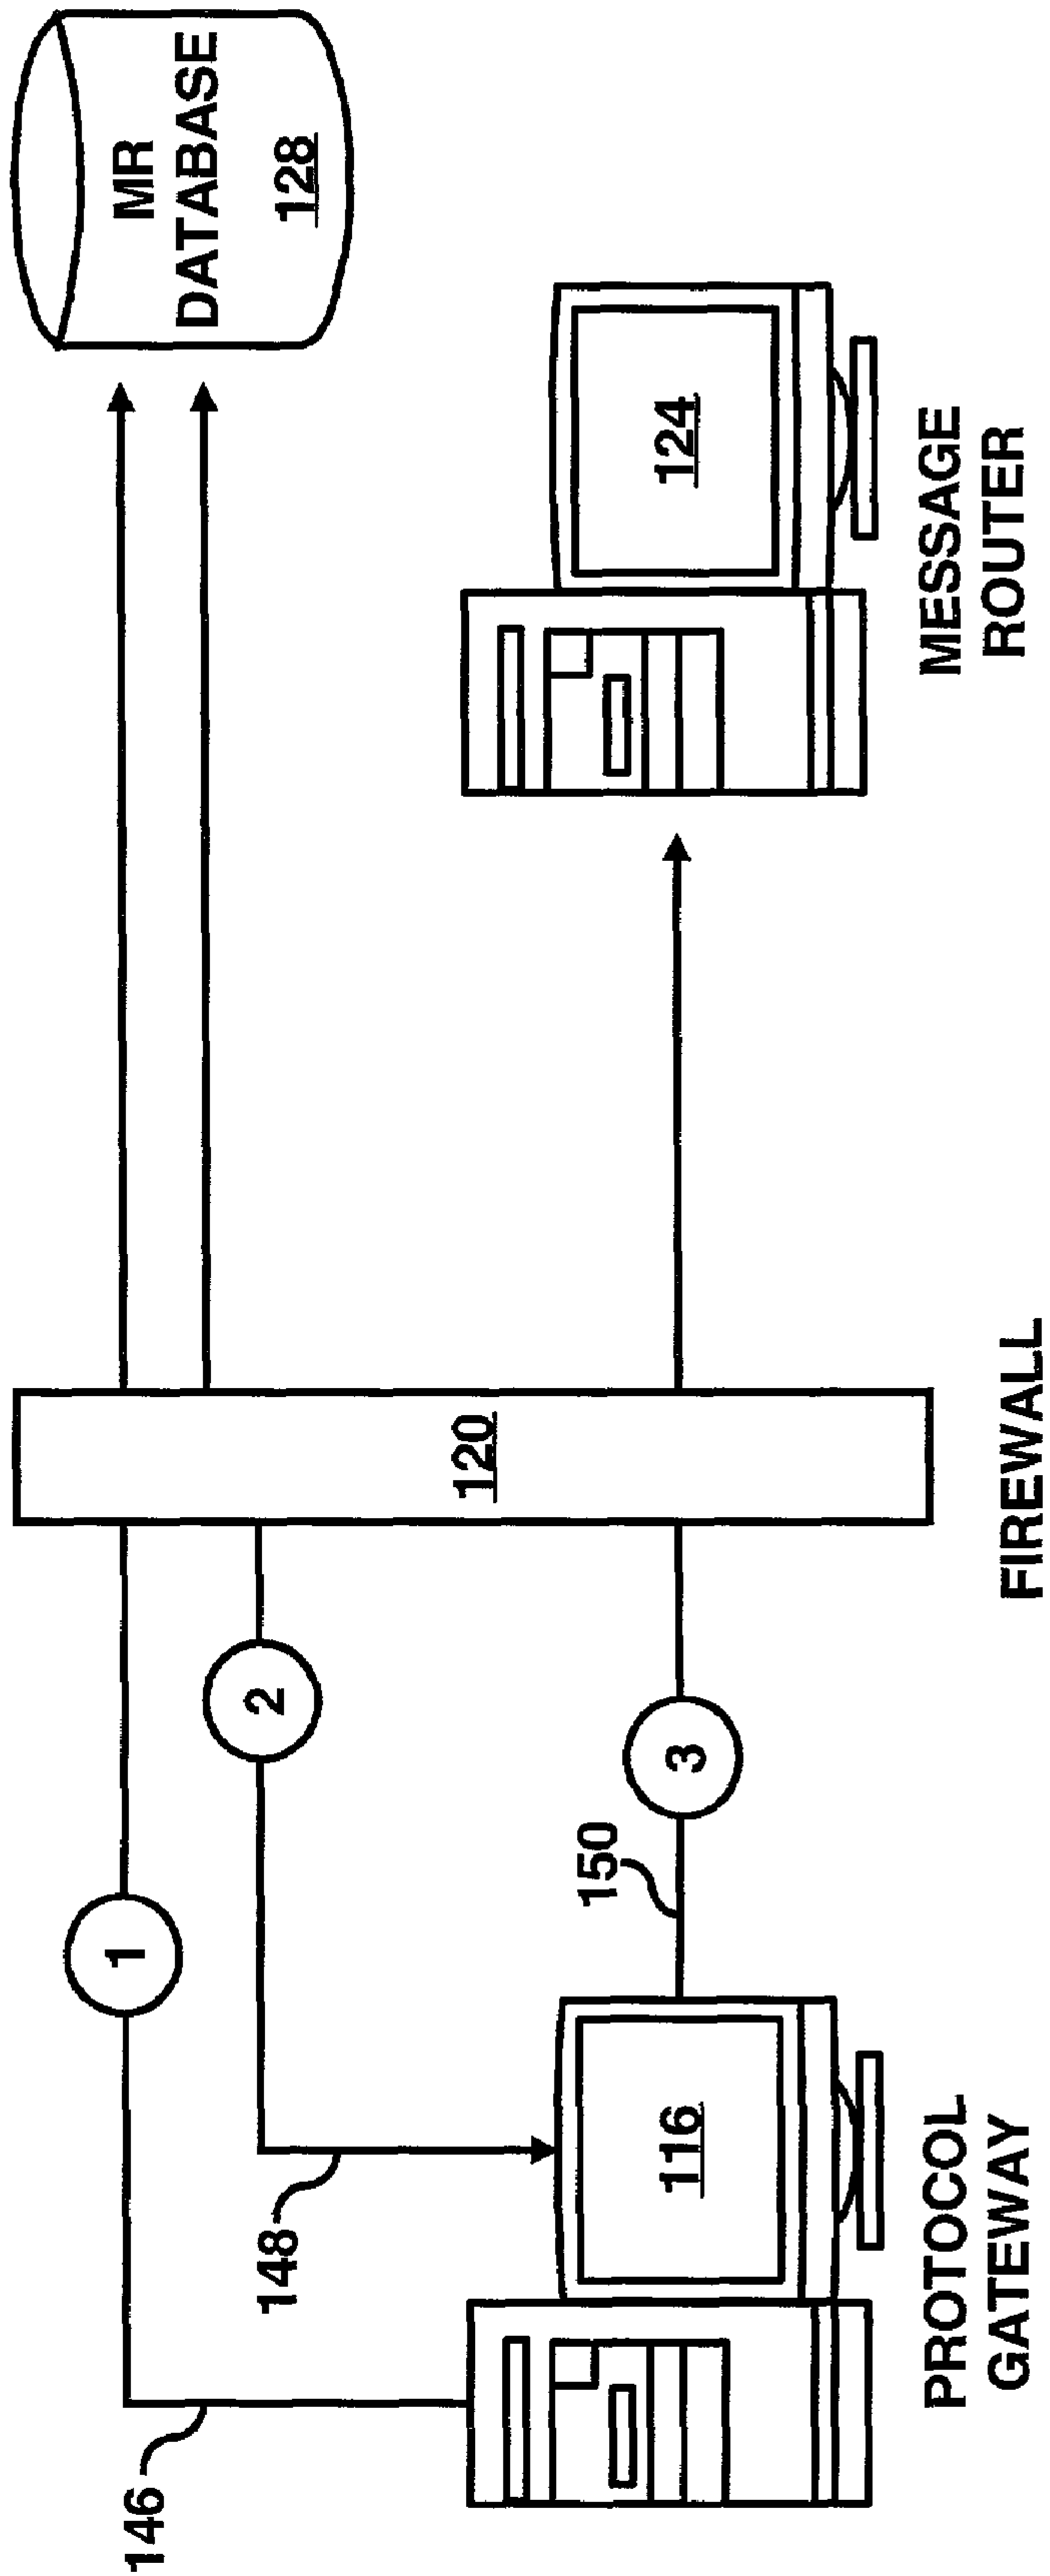 146
1
148
2
150
3
116
PROTOCOL
GATEWAY
120
FIREWALL
MR
DATABASE
128
124
MESSAGE
ROUTER